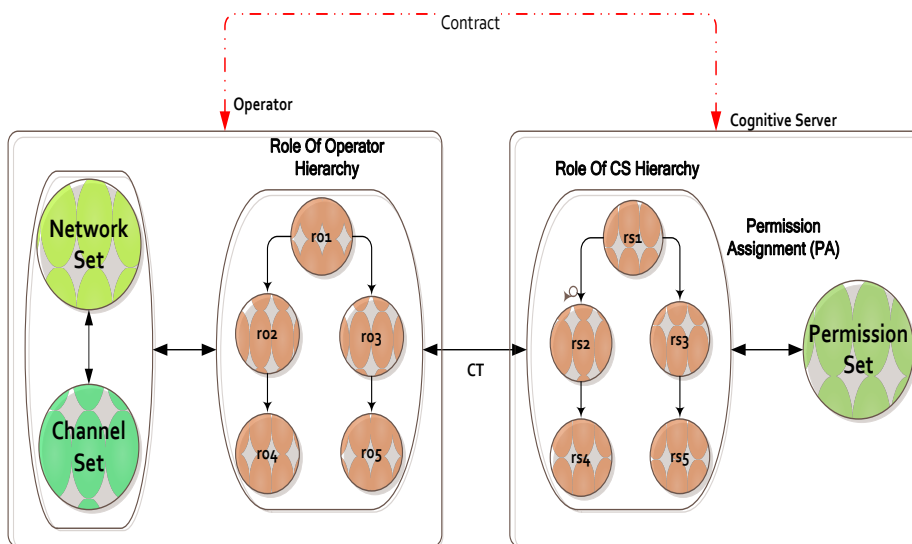 Contract
Operator
Cognitive Server
Role Of Operator
Hierarchy
Role Of CS Hierarchy
Permission
Assignment (PA)
Network
Set
Channel
Set
ro1
ro2
ro3
ro4
ro5
CT
rs1
rs2
rs3
rs4
rs5
Permission
Set